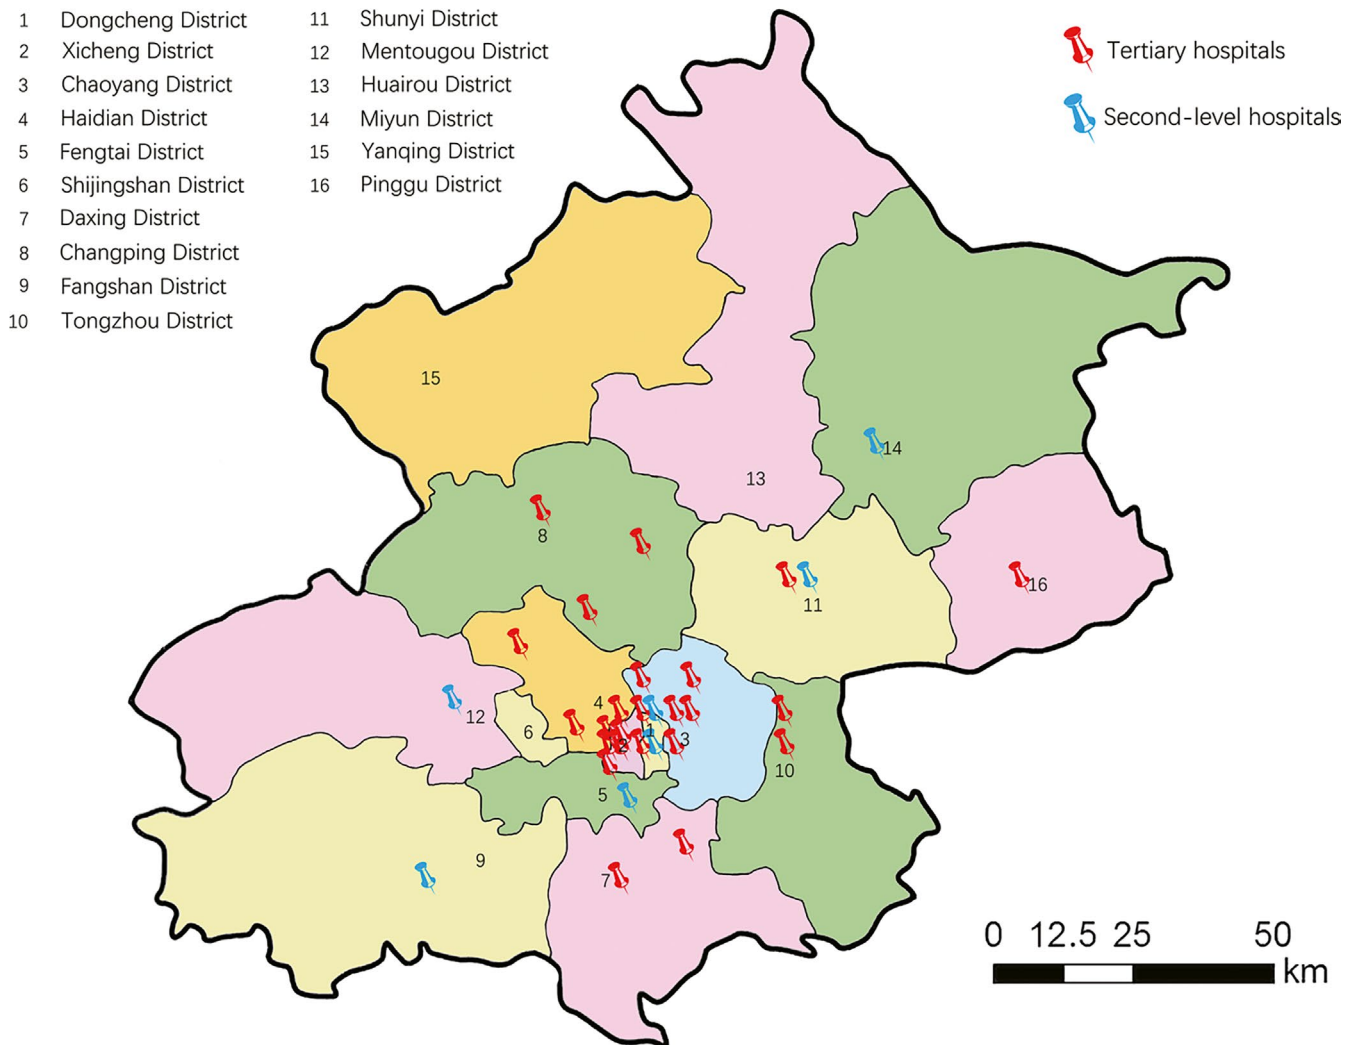 1 Dongcheng District
2 Xicheng District
3 Chaoyang District
4 Haidian District
5 Fengtai District
6 Shijingshan District
7 Daxing District
8 Changping District
9 Fangshan District
10 Tongzhou District
11 Shunyi District
12 Mentougou District
13 Huairou District
14 Miyun District
15 Yanqing District
16 Pinggu District
Tertiary hospitals
Second-level hospitals
15
14
13
8
16
11
4
12
6
1
2
3
10
5
9
7
0 12.5 25 50
km